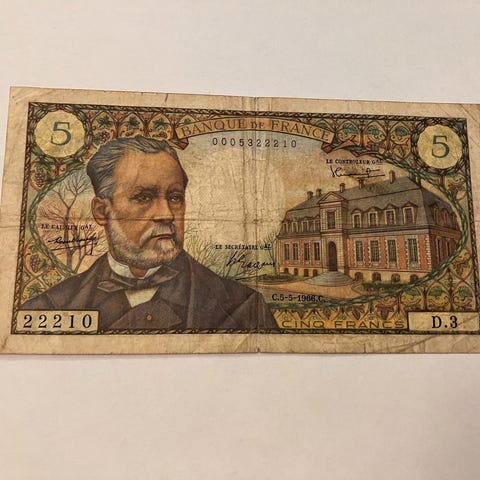 5
BANQUE DE FRANCE
5
0005322210
LE CONTROLEUR GAL
LE CAISSIER GAL
LE SECRÉTAIRE GAL
C.5-5-1966.C.
22210
CINQ FRANCS
D.3